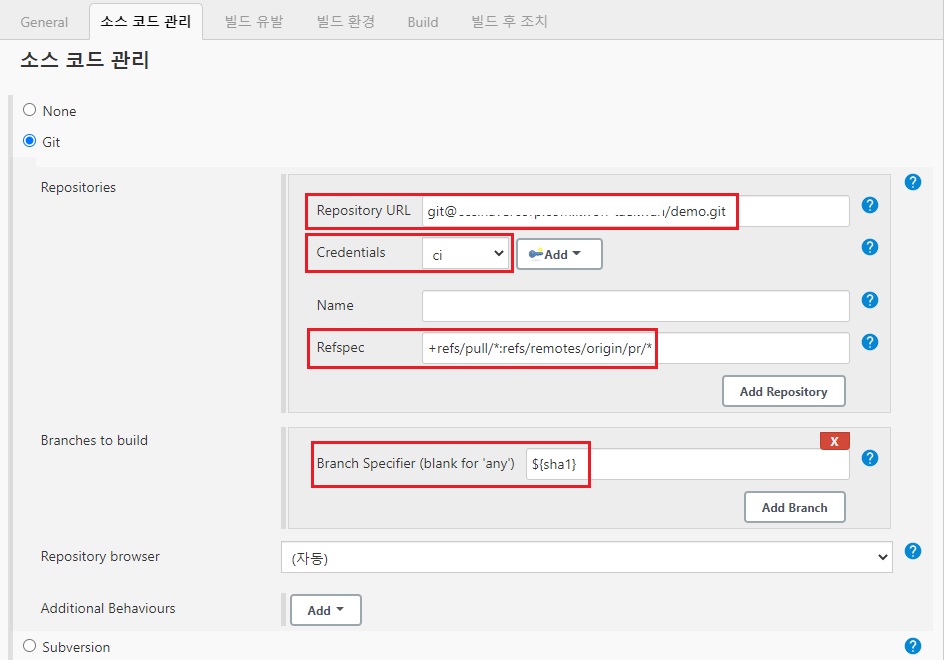 General 소스 코드 관리 빌드 유발 빌드 환경 Build 빌드 후 조치
소스 코드 관리
None
Git
Repositories
?
Repository URL git@ /demo.git ?
Credentials ci Add ?
Name ?
Refspec +refs/pull/*:refs/remotes/origin/pr/* ?
Add Repository
Branches to build
X
Branch Specifier (blank for 'any') ${sha1} ?
Add Branch
Repository browser (자동) ?
Additional Behaviours Add
Subversion ?